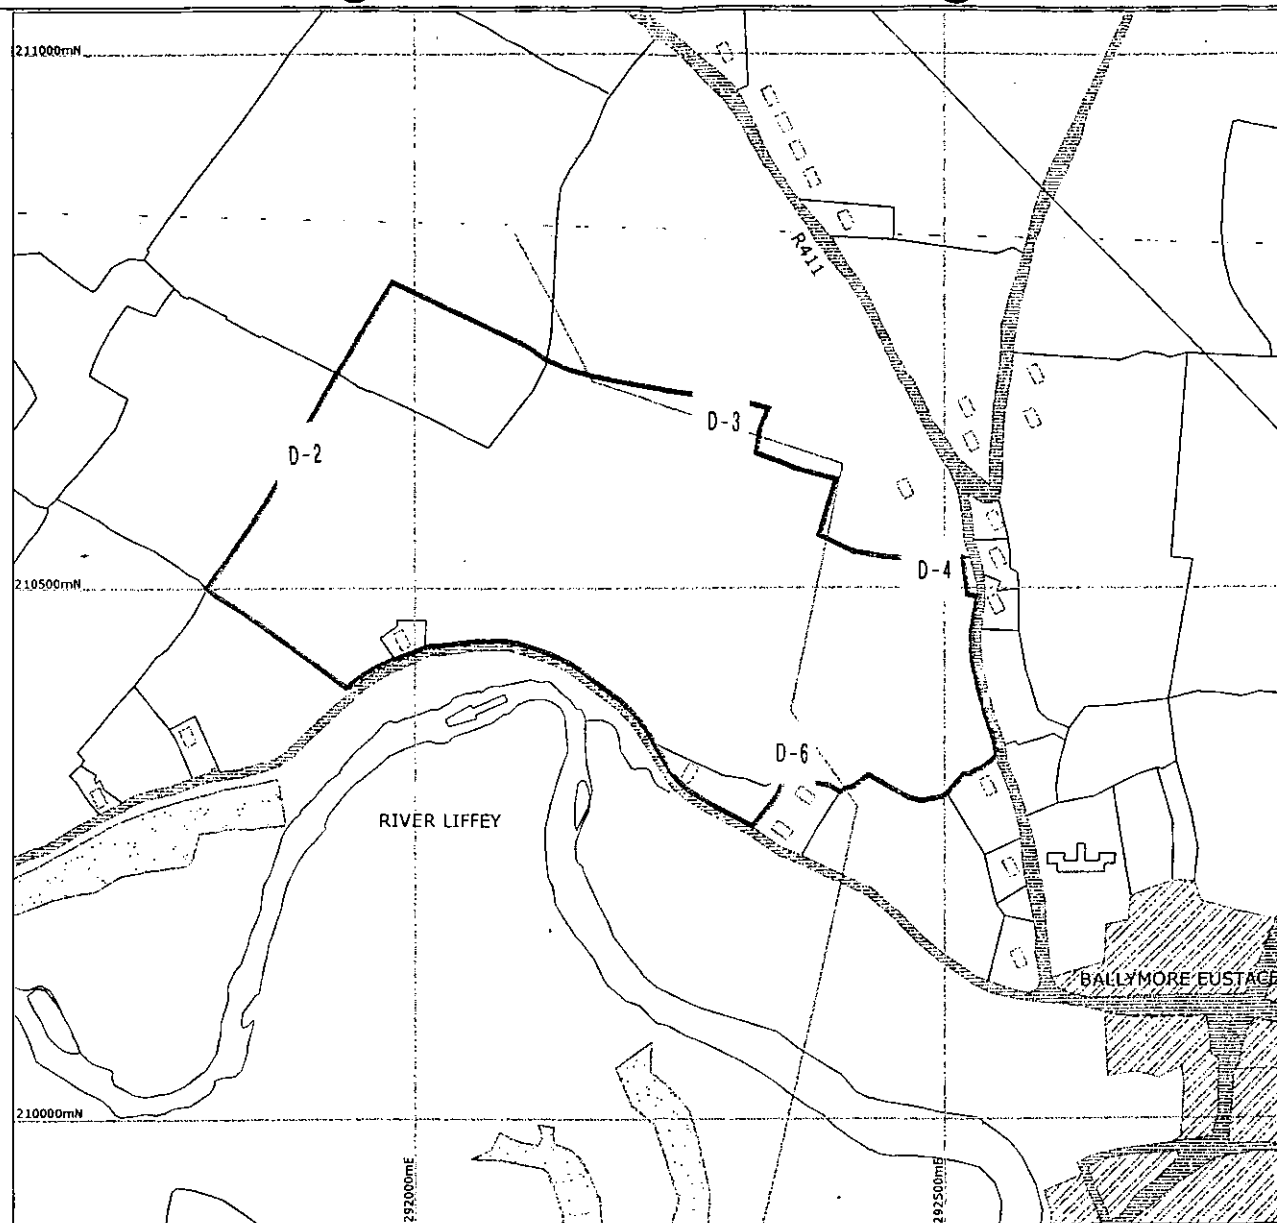 211000mN
R411
D-3
D-2
D-4
210500mN
D-6
RIVER LIFFEY
BALLYMORE EUSTACE
210000mN
292000mE
292500mE